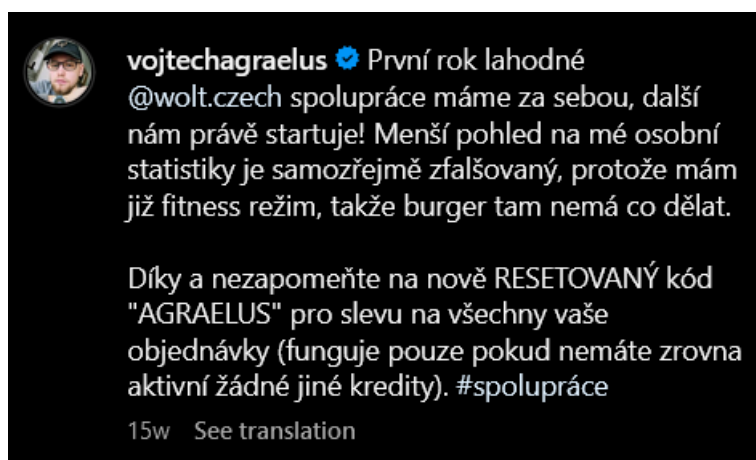 vojtechagraelus První rok lahodné
@wolt.czech spolupráce máme za sebou, další
nám právě startuje! Menší pohled na mé osobní
statistiky je samozřejmě zfalšovaný, protože mám
již fitness režim, takže burger tam nemá co dělat.
Díky a nezapomeňte na nově RESETOVANÝ kód
"AGRAELUS" pro slevu na všechny vaše
objednávky (funguje pouze pokud nemáte zrovna
aktivní žádné jiné kredity). #spolupráce
15w See translation